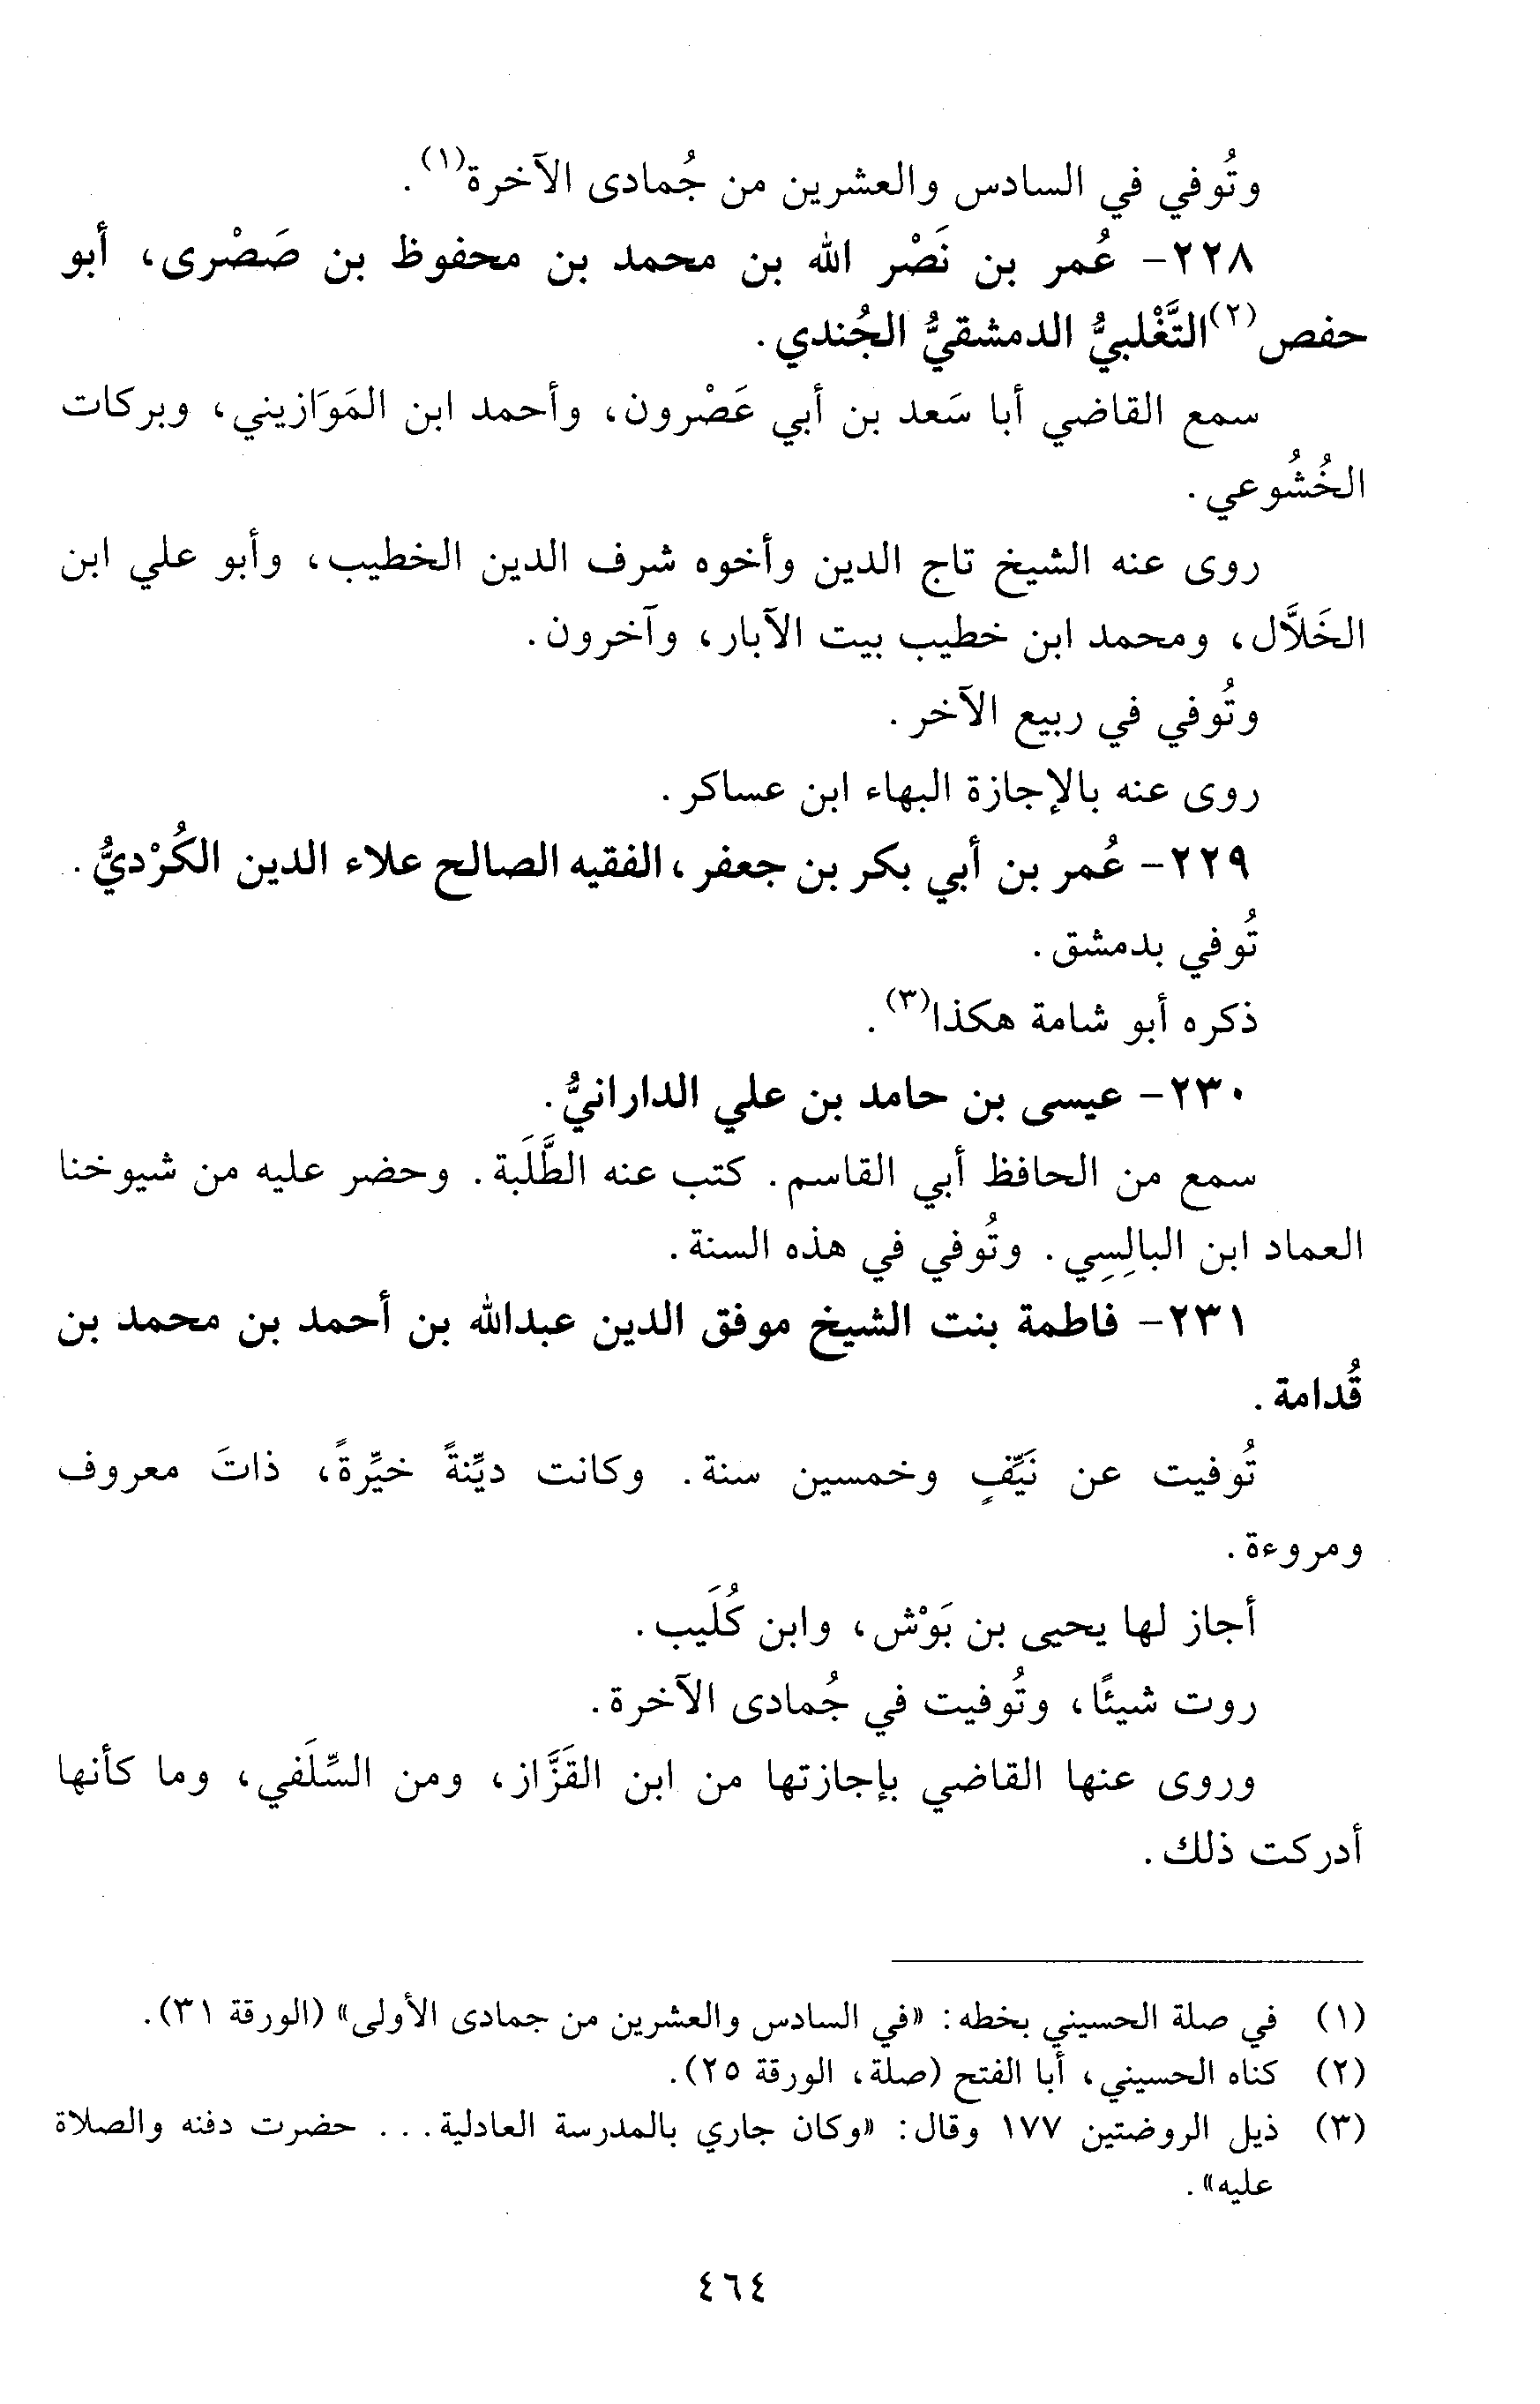 وتُوفي في السادس والعشرين من جُمادى الآخرة(١).
٢٢٨- عُمر بن نَصْر الله بن محمد بن محفوظ بن صَصْرى، أبو
حفص(٢) التَّغْلبيُّ الدمشقيُّ الجُندي.
سمع القاضي أبا سَعد بن أبي عَصْرون، وأحمد ابن المَوَازيني، وبركات
الخُشُوعي.
روى عنه الشيخ تاج الدين وأخوه شرف الدين الخطيب، وأبو علي ابن
الخَلاَّل، ومحمد ابن خطيب بيت الآبار، وآخرون.
وتُوفي في ربيع الآخر.
روى عنه بالإجازة البهاء ابن عساكر.
٢٢٩- عُمر بن أبي بكر بن جعفر، الفقيه الصالح علاء الدين الكُرْديُّ.
تُوفي بدمشق.
ذكره أبو شامة هكذا(٣).
٢٣٠- عيسى بن حامد بن علي الدارانيُّ.
سمع من الحافظ أبي القاسم. كتب عنه الطَّلَبة. وحضر عليه من شيوخنا
العماد ابن البالِسِي. وتُوفي في هذه السنة.
٢٣١- فاطمة بنت الشيخ موفق الدين عبدالله بن أحمد بن محمد بن
قُدامة.
تُوفيت عن نَيِّفٍ وخمسين سنة. وكانت ديِّنةً خيِّرةً، ذاتَ معروف
ومروءة.
أجاز لها يحيى بن بَوْش، وابن كُلَيب.
روت شيئًا، وتُوفيت في جُمادى الآخرة.
وروى عنها القاضي بإجازتها من ابن القَزَّاز، ومن السِّلَفي، وما كأنها
أدركت ذلك.
(١) في صلة الحسيني بخطه: «في السادس والعشرين من جمادى الأولى» (الورقة ٣١).
(٢) كناه الحسيني، أبا الفتح (صلة، الورقة ٢٥).
(٣) ذيل الروضتين ١٧٧ وقال: «وكان جاري بالمدرسة العادلية... حضرت دفنه والصلاة
عليه».
٤٦٤